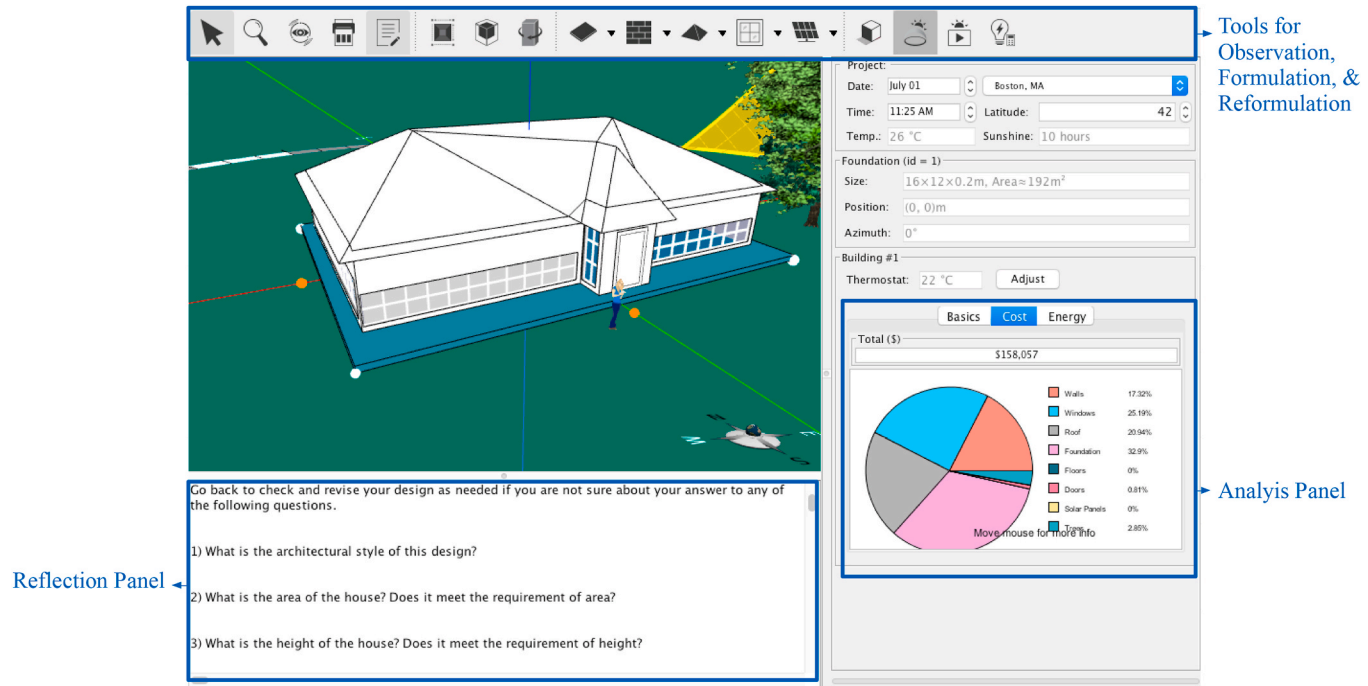 Tools for
Observation,
Formulation, &
Reformulation
Project:
Date: July 01 Boston, MA
Time: 11:25 AM Latitude: 42
Temp.: 26 °C Sunshine: 10 hours
Foundation (id = 1)
Size: 16×12×0.2m, Area≈192m²
Position: (0, 0)m
Azimuth: 0°
Building #1
Thermostat: 22 °C Adjust
Basics Cost Energy
Total ($)
$158,057
Walls 17.32%
Windows 25.19%
Roof 20.94%
Foundation 32.9%
Floors 0%
Doors 0.81%
Solar Panels 0%
Trees 2.85%
Move mouse for more info
Analyis Panel
W
S
Reflection Panel
Go back to check and revise your design as needed if you are not sure about your answer to any of
the following questions.
1) What is the architectural style of this design?
2) What is the area of the house? Does it meet the requirement of area?
3) What is the height of the house? Does it meet the requirement of height?